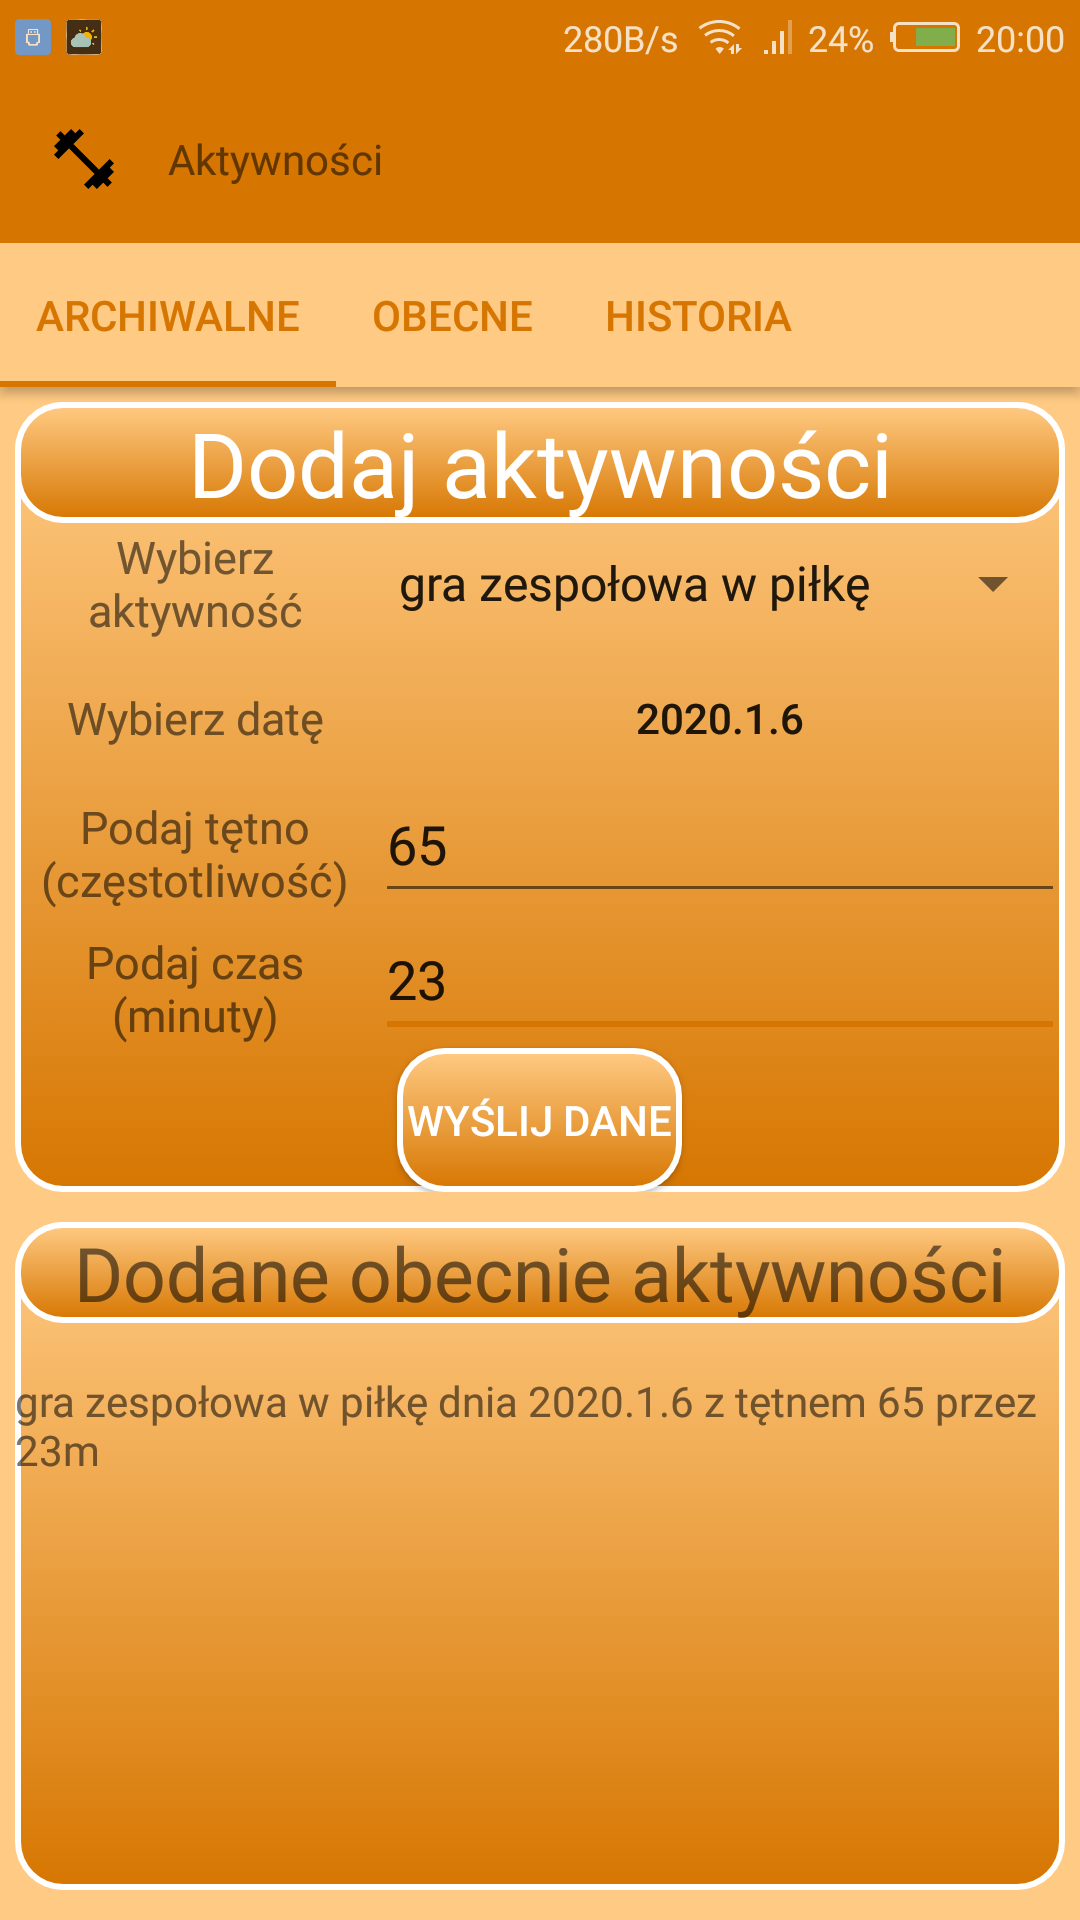 280B/s 24% 20:00
Aktywności
ARCHIWALNE OBECNE HISTORIA
Dodaj aktywności
Wybierz
aktywność
gra zespołowa w piłkę
Wybierz datę
2020.1.6
Podaj tętno
(częstotliwość)
65
Podaj czas
(minuty)
23
WYŚLIJ DANE
Dodane obecnie aktywności
gra zespołowa w piłkę dnia 2020.1.6 z tętnem 65 przez
23m